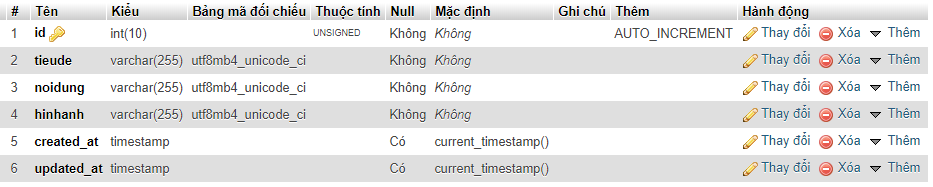 # Tên Kiểu Bảng mã đối chiếu Thuộc tính Null Mặc định Ghi chú Thêm Hành động
1 id int(10) UNSIGNED Không Không AUTO_INCREMENT Thay đổi Xóa Thêm
2 tieude varchar(255) utf8mb4_unicode_ci Không Không Thay đổi Xóa Thêm
3 noidung varchar(255) utf8mb4_unicode_ci Không Không Thay đổi Xóa Thêm
4 hinhanh varchar(255) utf8mb4_unicode_ci Không Không Thay đổi Xóa Thêm
5 created_at timestamp Có current_timestamp() Thay đổi Xóa Thêm
6 updated_at timestamp Có current_timestamp() Thay đổi Xóa Thêm